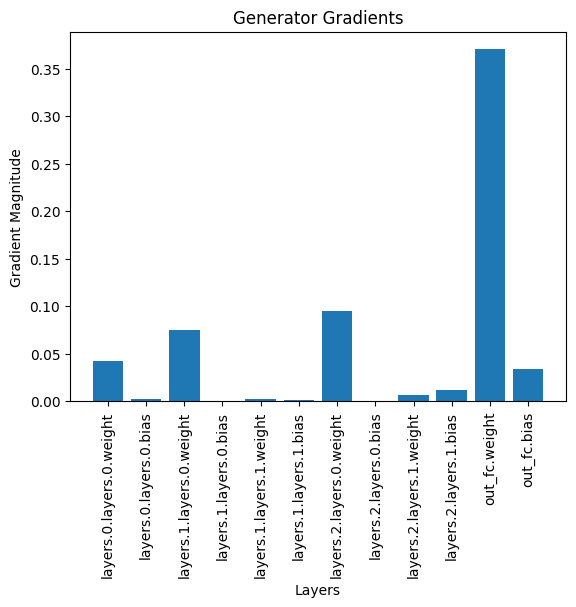 Generator Gradients
Gradient Magnitude
0.35
0.30
0.25
0.20
0.15
0.10
0.05
0.00
layers.0.layers.0.weight
layers.0.layers.0.bias
layers.1.layers.0.weight
layers.1.layers.0.bias
layers.1.layers.1.weight
layers.1.layers.1.bias
layers.2.layers.0.weight
layers.2.layers.0.bias
layers.2.layers.1.weight
layers.2.layers.1.bias
out_fc.weight
out_fc.bias
Layers